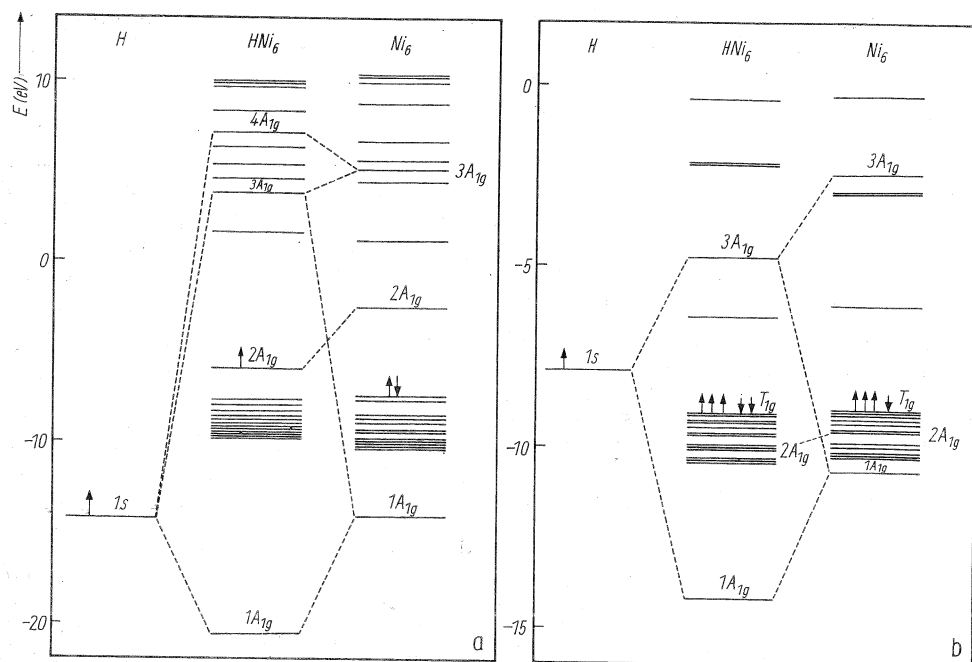 E (eV)
H
HNi₆
Ni₆
10
4A₁g
3A₁g
3A₁g
0
2A₁g
2A₁g
-10
1s
1A₁g
-20
1A₁g
a
H
HNi₆
Ni₆
0
3A₁g
3A₁g
-5
1s
T₁g
T₁g
2A₁g
2A₁g
-10
1A₁g
1A₁g
-15
b